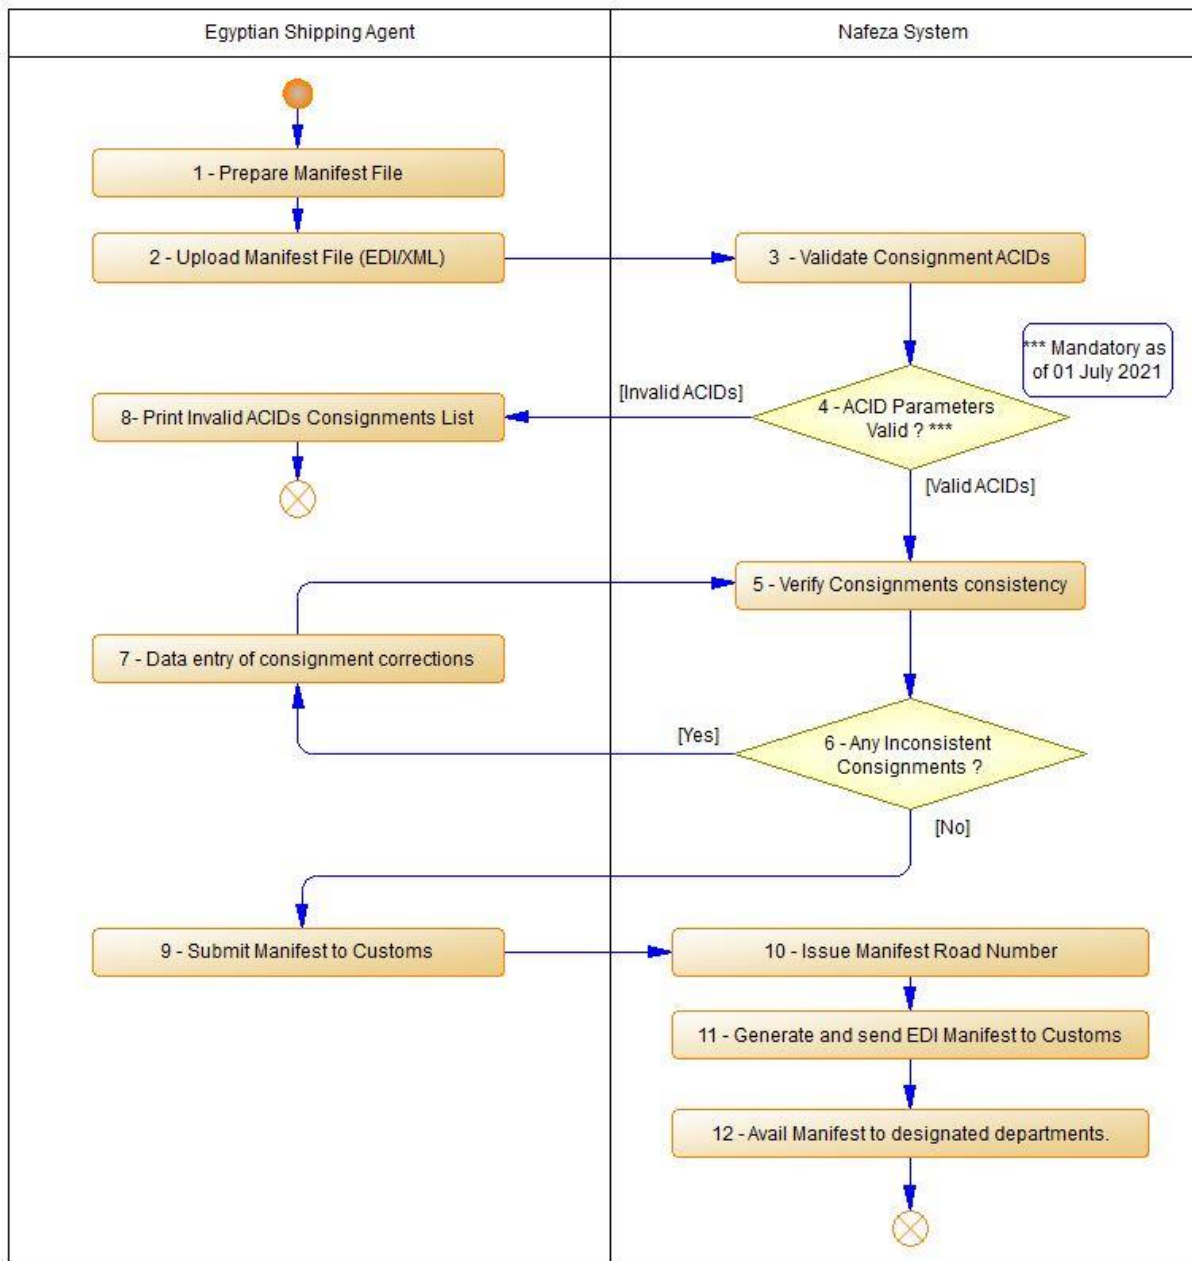 Egyptian Shipping Agent
Nafeza System
1 - Prepare Manifest File
2 - Upload Manifest File (EDI/XML)
3 - Validate Consignment ACIDs
*** Mandatory as
of 01 July 2021
[Invalid ACIDs]
8- Print Invalid ACIDs Consignments List
4 - ACID Parameters
Valid ? ***
[Valid ACIDs]
5 - Verify Consignments consistency
7 - Data entry of consignment corrections
[Yes]
6 - Any Inconsistent
Consignments ?
[No]
9 - Submit Manifest to Customs
10 - Issue Manifest Road Number
11 - Generate and send EDI Manifest to Customs
12 - Avail Manifest to designated departments.